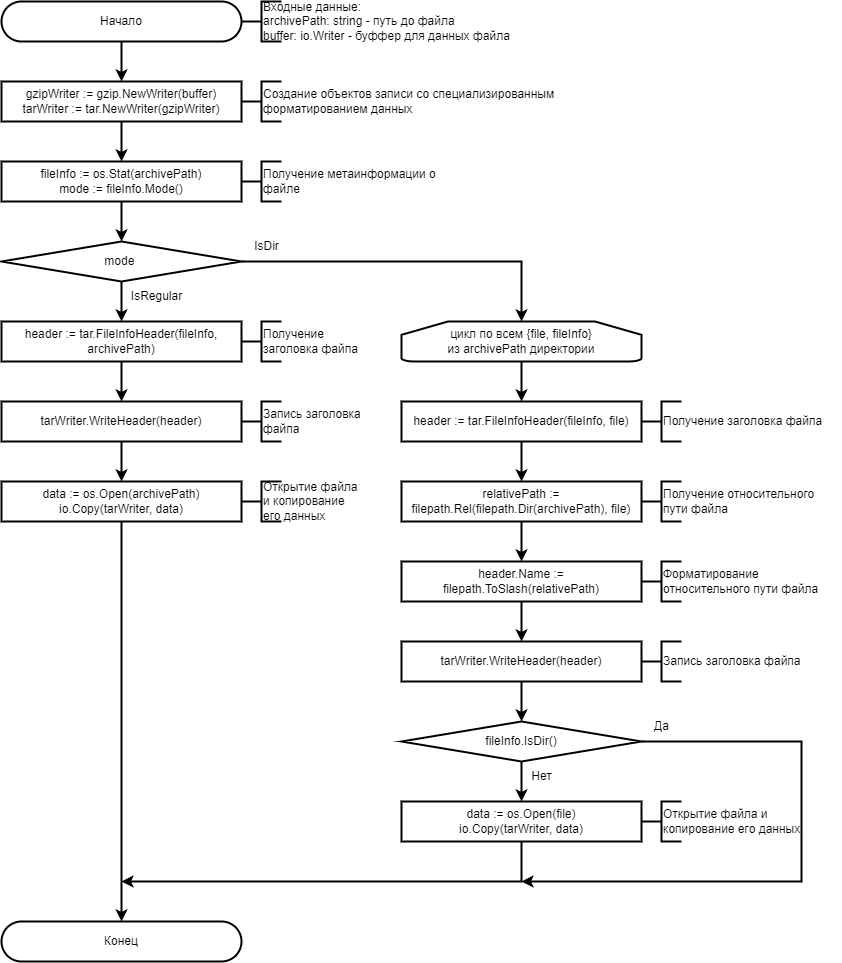 Начало
Входные данные:
archivePath: string - путь до файла
buffer: io.Writer - буффер для данных файла
gzipWriter := gzip.NewWriter(buffer)
tarWriter := tar.NewWriter(gzipWriter)
Создание объектов записи со специализированным
форматированием данных
fileInfo := os.Stat(archivePath)
mode := fileInfo.Mode()
Получение метаинформации о
файле
mode
IsDir
IsRegular
header := tar.FileInfoHeader(fileInfo,
archivePath)
Получение
заголовка файла
цикл по всем {file, fileInfo}
из archivePath директории
tarWriter.WriteHeader(header)
Запись заголовка
файла
header := tar.FileInfoHeader(fileInfo, file)
Получение заголовка файла
data := os.Open(archivePath)
io.Copy(tarWriter, data)
Открытие файла
и копирование
его данных
relativePath :=
filepath.Rel(filepath.Dir(archivePath), file)
Получение относительного
пути файла
header.Name :=
filepath.ToSlash(relativePath)
Форматирование
относительного пути файла
tarWriter.WriteHeader(header)
Запись заголовка файла
fileInfo.IsDir()
Да
Нет
data := os.Open(file)
io.Copy(tarWriter, data)
Открытие файла и
копирование его данных
Конец